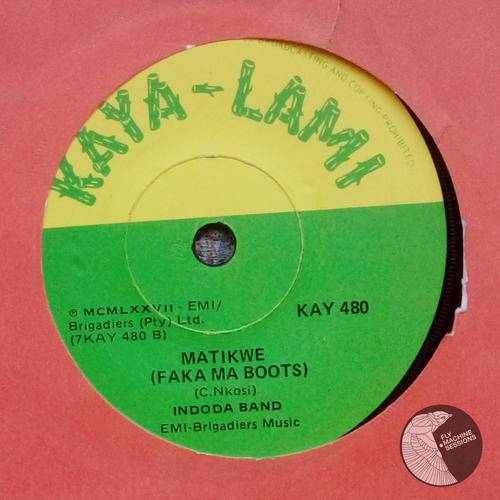 KAYA-LAMI
BROADCASTING AND COPYING PROHIBITED
℗ MCMLXXVII - EMI/
Brigadiers (Pty) Ltd.
(7KAY 480 B)
KAY 480
MATIKWE
(FAKA MA BOOTS)
(C.Nkosi)
INDODA BAND
EMI-Brigadiers Music
FLY
MACHINE
SESSIONS